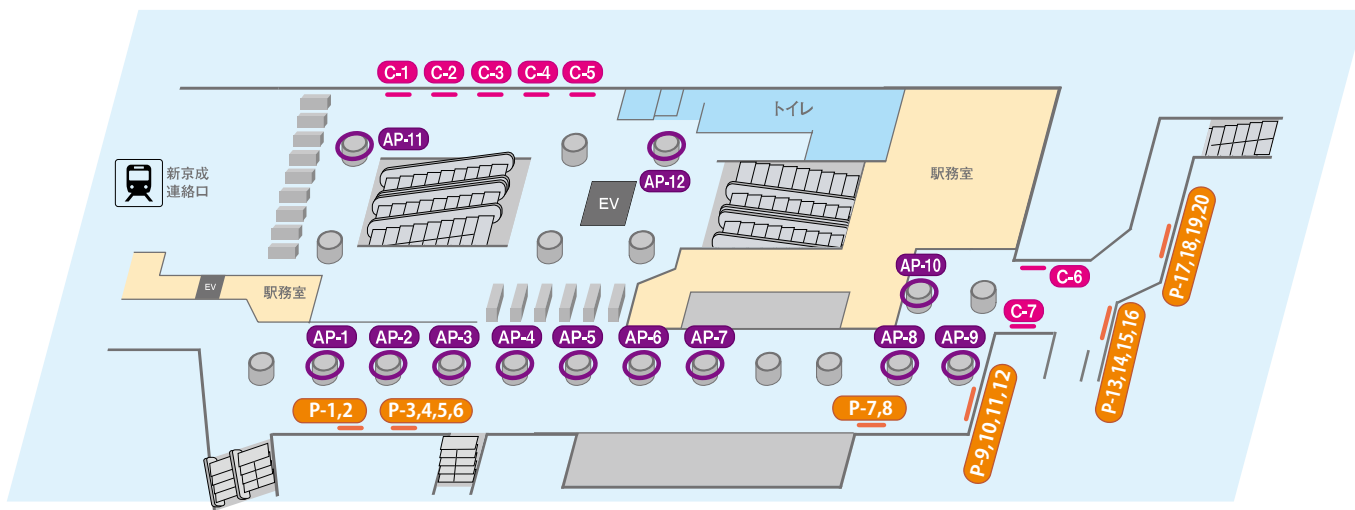 C-1
C-2
C-3
C-4
C-5
トイレ
AP-11
AP-12
新京成
連絡口
駅務室
EV
P-17,18,19,20
AP-10
C-6
EV
駅務室
C-7
P-13,14,15,16
AP-1
AP-2
AP-3
AP-4
AP-5
AP-6
AP-7
AP-8
AP-9
P-1,2
P-3,4,5,6
P-7,8
P-9,10,11,12